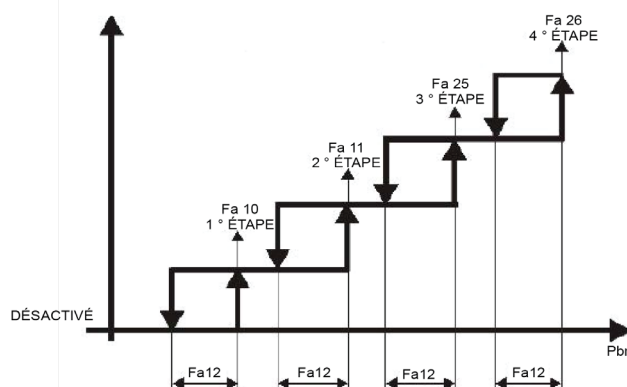 Fa 26
4 ° ÉTAPE
Fa 25
3 ° ÉTAPE
Fa 11
2 ° ÉTAPE
Fa 10
1 ° ÉTAPE
DÉSACTIVÉ
Pbr
Fa12
Fa12
Fa12
Fa12